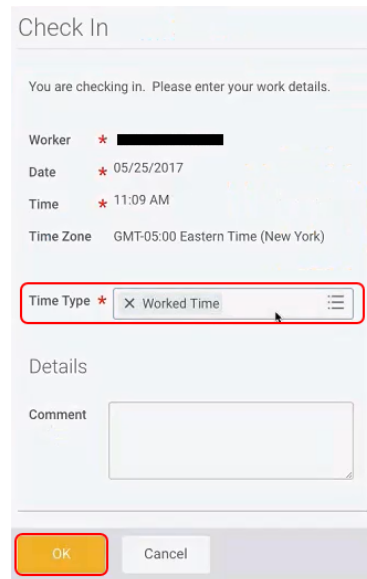 Check In
You are checking in. Please enter your work details.
Worker *
Date * 05/25/2017
Time * 11:09 AM
Time Zone GMT-05:00 Eastern Time (New York)
Time Type * × Worked Time
Details
Comment
OK Cancel